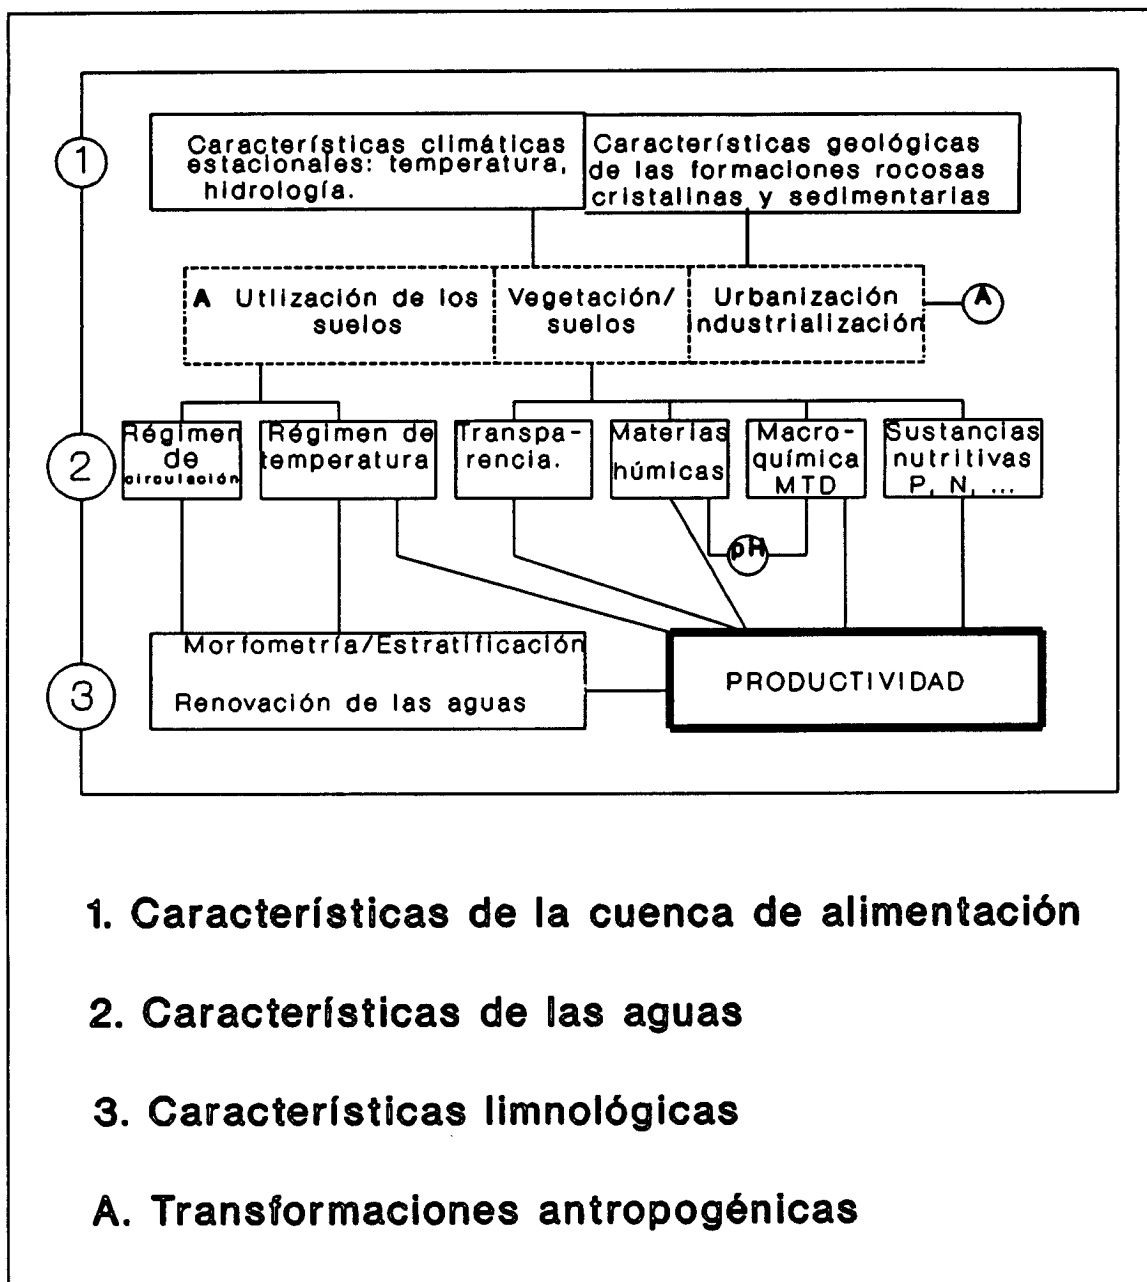 1
Características climáticas
estacionales: temperatura,
hidrología.
Características geológicas
de las formaciones rocosas
cristalinas y sedimentarias
A Utlización de los
suelos
Vegetación/
suelos
Urbanización
industrialización
A
2
Régimen
de
circulación
Régimen de
temperatura
Transpa-
rencia.
Materias
húmicas
Macro-
química
MTD
Sustancias
nutritivas
P, N, ...
pH
3
Morfometría/Estratificación
Renovación de las aguas
PRODUCTIVIDAD
1. Características de la cuenca de alimentación
2. Características de las aguas
3. Características limnológicas
A. Transformaciones antropogénicas